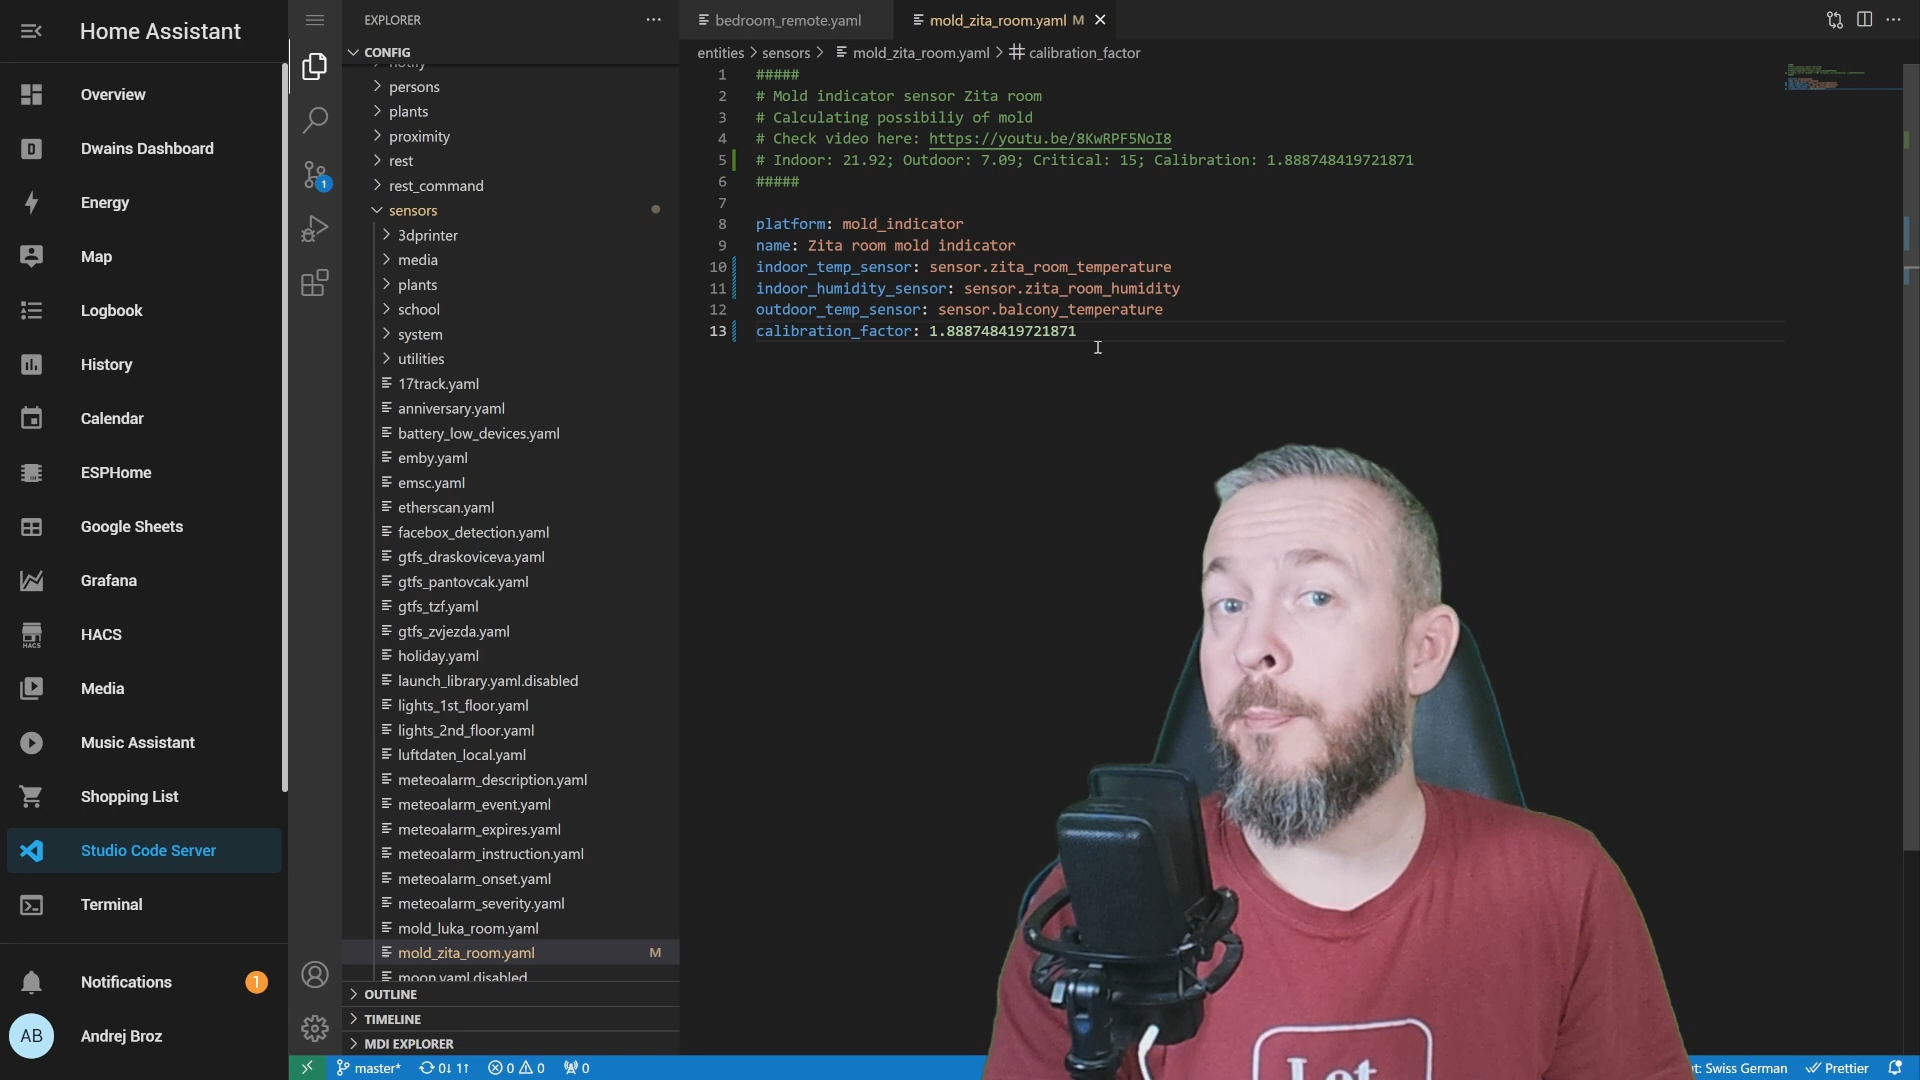 Home Assistant
Overview
Dwains Dashboard
Energy
Map
Logbook
History
Calendar
ESPHome
Google Sheets
Grafana
HACS
HACS
Media
Music Assistant
Shopping List
Studio Code Server
Terminal
Notifications
1
AB
Andrej Broz
1
EXPLORER
CONFIG
notify
persons
plants
proximity
rest
rest_command
sensors
3dprinter
media
plants
school
system
utilities
17track.yaml
anniversary.yaml
battery_low_devices.yaml
emby.yaml
emsc.yaml
etherscan.yaml
facebox_detection.yaml
gtfs_draskoviceva.yaml
gtfs_pantovcak.yaml
gtfs_tzf.yaml
gtfs_zvjezda.yaml
holiday.yaml
launch_library.yaml.disabled
lights_1st_floor.yaml
lights_2nd_floor.yaml
luftdaten_local.yaml
meteoalarm_description.yaml
meteoalarm_event.yaml
meteoalarm_expires.yaml
meteoalarm_instruction.yaml
meteoalarm_onset.yaml
meteoalarm_severity.yaml
mold_luka_room.yaml
mold_zita_room.yaml M
moon.yaml.disabled
OUTLINE
TIMELINE
MDI EXPLORER
bedroom_remote.yaml
mold_zita_room.yaml M
entities > sensors > mold_zita_room.yaml > calibration_factor
1 #####
2 # Mold indicator sensor Zita room
3 # Calculating possibiliy of mold
4 # Check video here: https://youtu.be/8KwRPF5NoI8
5 # Indoor: 21.92; Outdoor: 7.09; Critical: 15; Calibration: 1.888748419721871
6 #####
7
8 platform: mold_indicator
9 name: Zita room mold indicator
10 indoor_temp_sensor: sensor.zita_room_temperature
11 indoor_humidity_sensor: sensor.zita_room_humidity
12 outdoor_temp_sensor: sensor.balcony_temperature
13 calibration_factor: 1.888748419721871
Let
master* 0↓ 1↑ 0 0 0
t: Swiss German Prettier